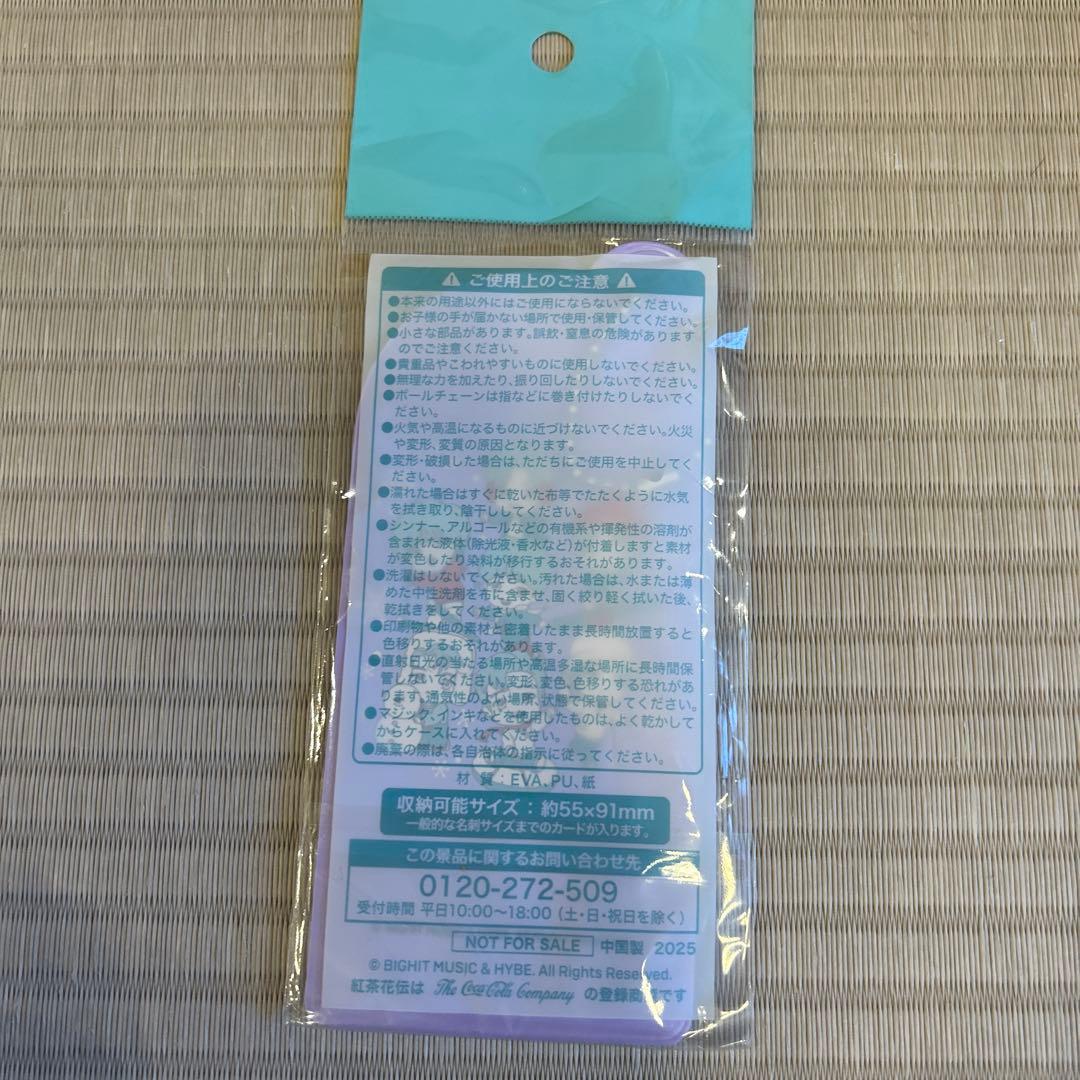 ⚠ ご使用上のご注意 ⚠
●本来の用途以外にはご使用にならないでください。
●お子様の手が届かない場所で使用・保管してください。
●小さな部品があります。誤飲・窒息の危険があります
のでご注意ください。
●貴重品やこわれやすいものに使用しないでください。
●無理な力を加えたり、振り回したりしないでください。
●ボールチェーンは指などに巻き付けたりしないでく
ださい。
●火気や高温になるものに近づけないでください。火災
や変形、変質の原因となります。
●変形・破損した場合は、ただちにご使用を中止してく
ださい。
●濡れた場合はすぐに乾いた布等でたたくように水気
を拭き取り、陰干ししてください。
●シンナー、アルコールなどの有機系や揮発性の溶剤が
含まれた液体(除光液・香水など)が付着しますと素材
が変色したり染料が移行するおそれがあります。
●洗濯はしないでください。汚れた場合は、水または薄
めた中性洗剤を布に含ませ、固く絞り軽く拭いた後、
乾拭きをしてください。
●印刷物や他の素材と密着したまま長時間放置すると
色移りするおそれがあります。
●直射日光の当たる場所や高温多湿な場所に長時間保
管しないでください。変形、変色、色移りする恐れがあ
ります、通気性のよい場所、状態で保管してください。
●マジック、インキなどを使用したものは、よく乾かして
からケースに入れてください。
●廃棄の際は、各自治体の指示に従ってください。
材 質:EVA、PU、紙
収納可能サイズ:約55×91mm
一般的な名刺サイズまでのカードが入ります。
この景品に関するお問い合わせ先
0120-272-509
受付時間 平日10:00〜18:00(土・日・祝日を除く)
NOT FOR SALE 中国製 2025
© BIGHIT MUSIC & HYBE. All Rights Reserved.
紅茶花伝は The Coca-Cola Company の登録商標です